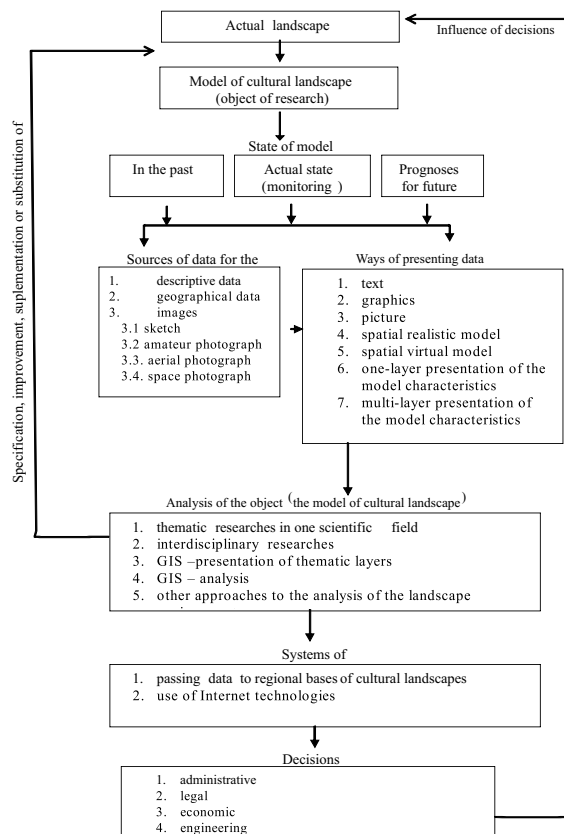 Actual landscape
Influence of decisions
Model of cultural landscape
(object of research)
State of model
In the past
Actual state
(monitoring )
Prognoses
for future
Sources of data for the
1. descriptive data
2. geographical data
3. images
3.1 sketch
3.2 amateur photograph
3.3. aerial photograph
3.4. space photograph
Ways of presenting data
1. text
2. graphics
3. picture
4. spatial realistic model
5. spatial virtual model
6. one-layer presentation of the
model characteristics
7. multi-layer presentation of
the model characteristics
Specification, improvement, suplementation or substitution of
Analysis of the object (the model of cultural landscape)
1. thematic researches in one scientific field
2. interdisciplinary researches
3. GIS –presentation of thematic layers
4. GIS – analysis
5. other approaches to the analysis of the landscape
Systems of
1. passing data to regional bases of cultural landscapes
2. use of Internet technologies
Decisions
1. administrative
2. legal
3. economic
4. engineering